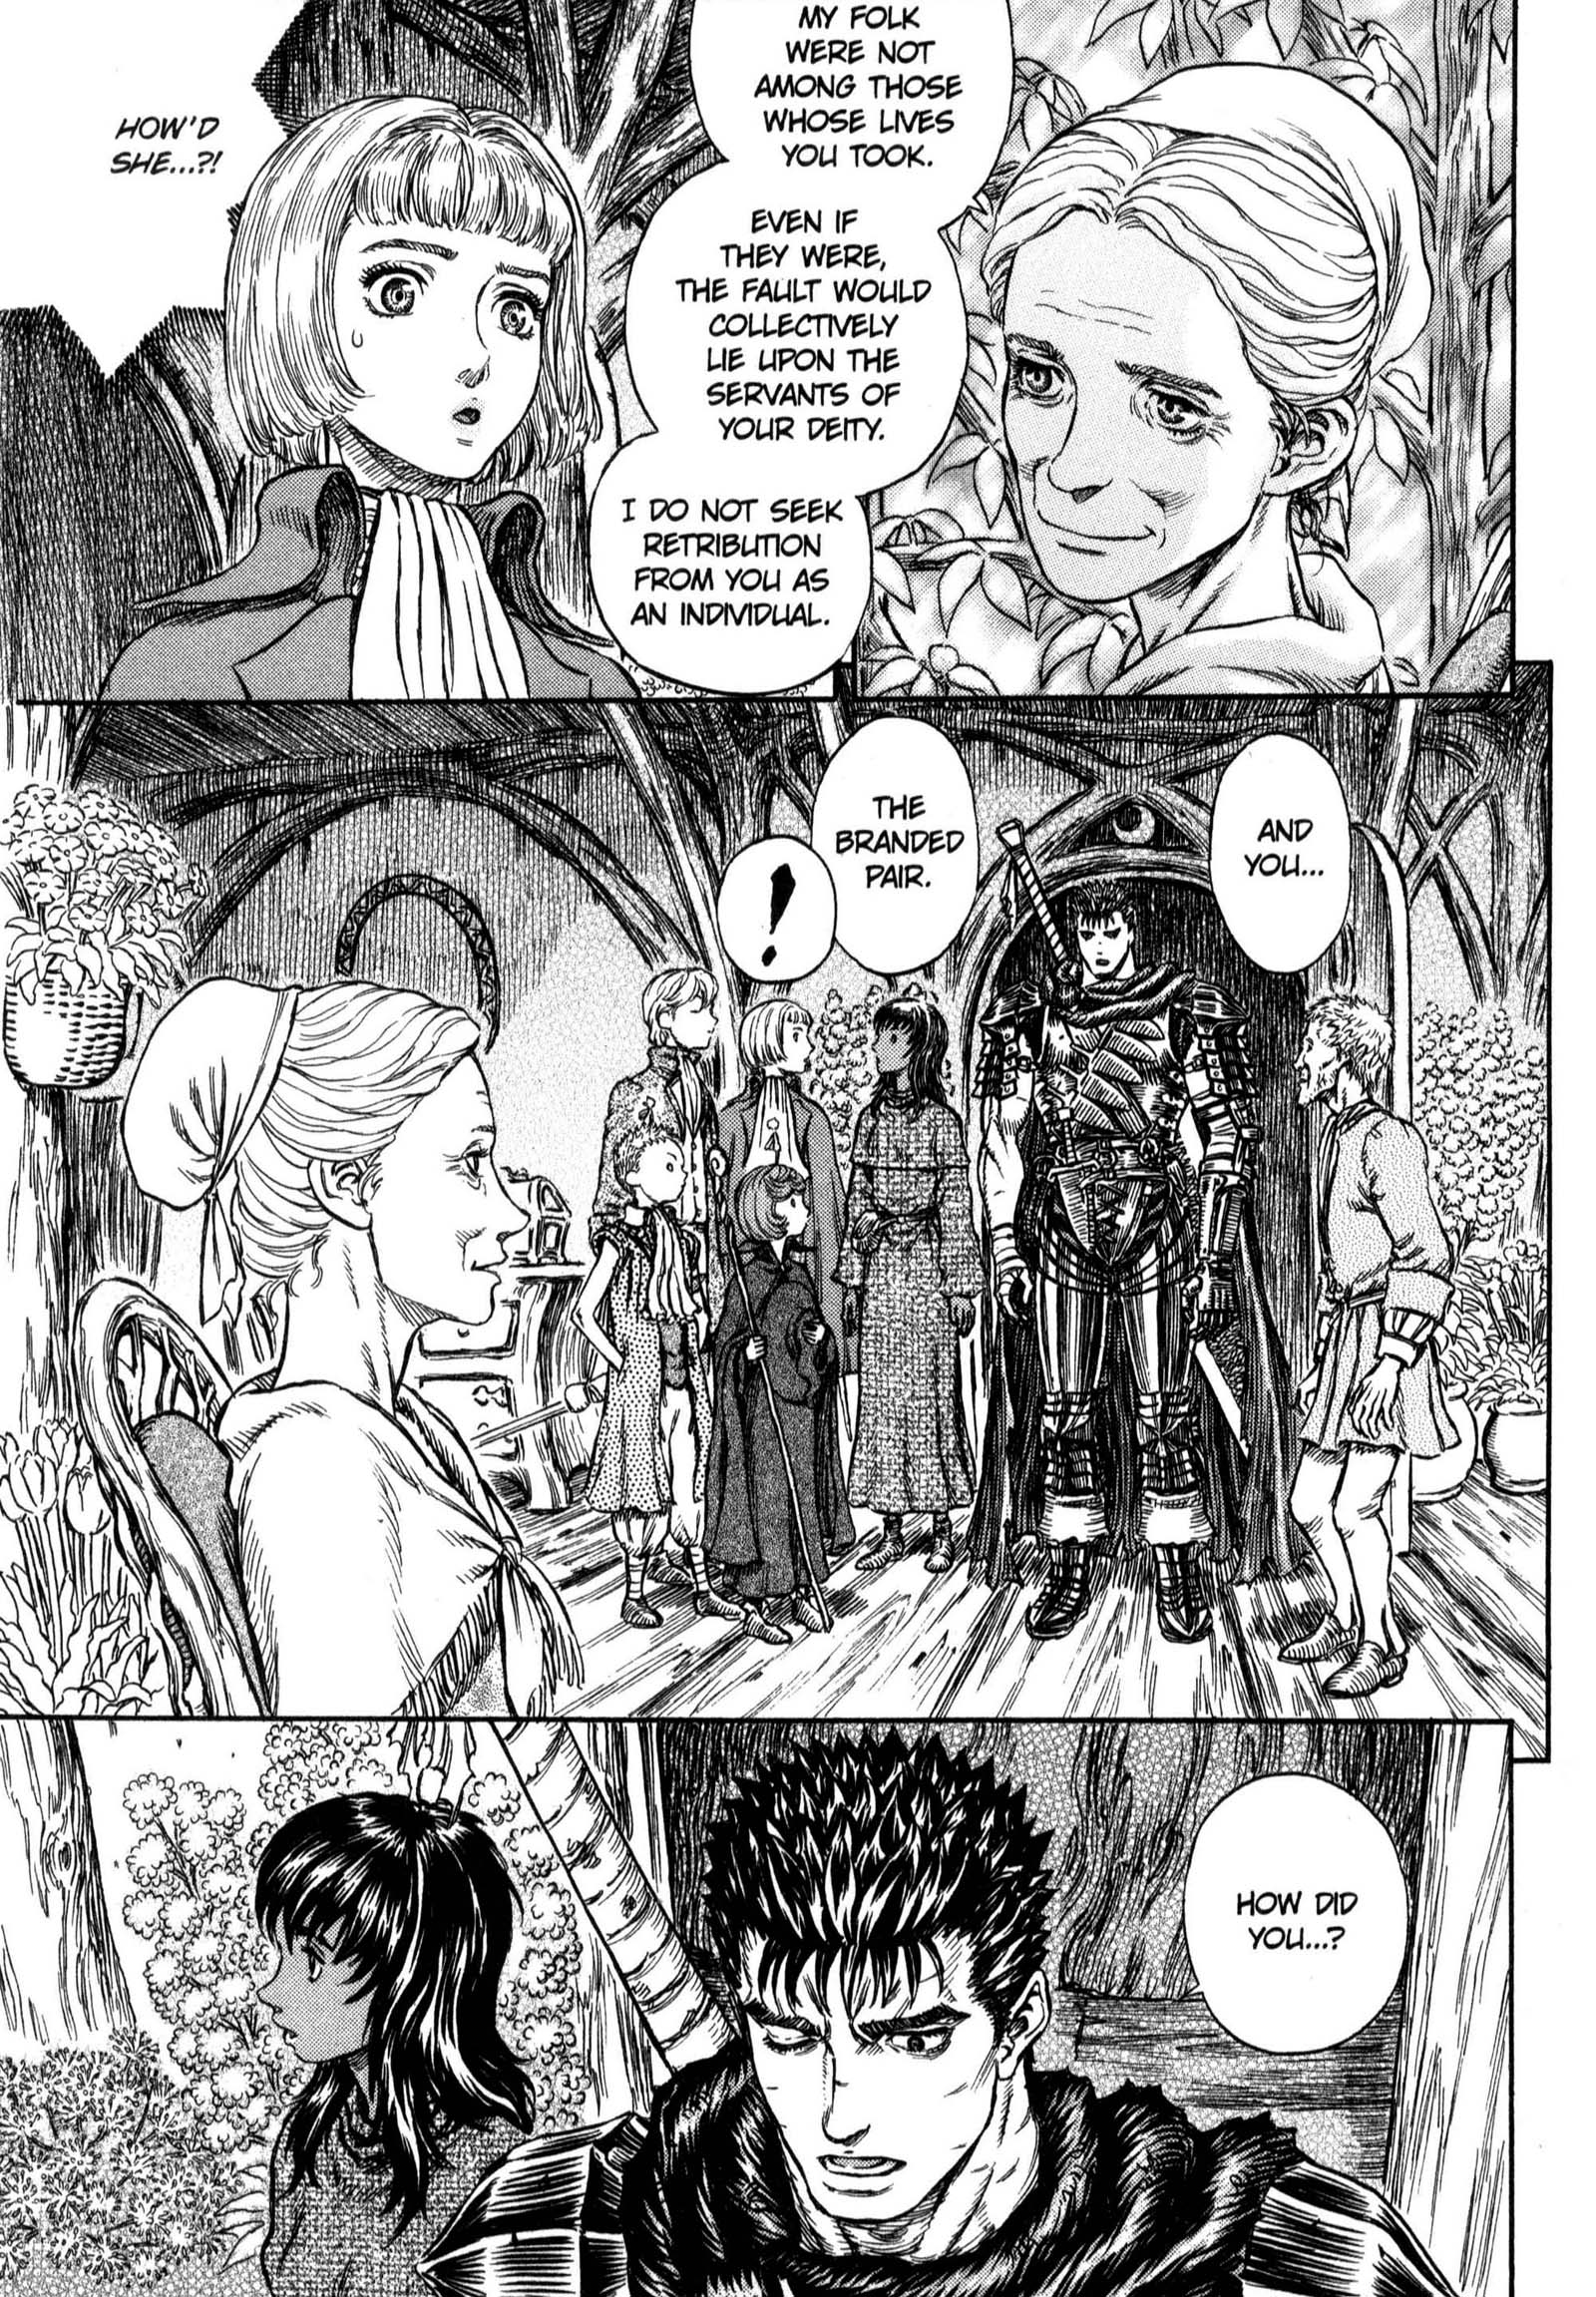 MY FOLK
WERE NOT
AMONG THOSE
WHOSE LIVES
YOU TOOK.
EVEN IF
THEY WERE,
THE FAULT WOULD
COLLECTIVELY
LIE UPON THE
SERVANTS OF
YOUR DEITY.
I DO NOT SEEK
RETRIBUTION
FROM YOU AS
AN INDIVIDUAL.
HOW'D
SHE...?!
AND
YOU...
THE
BRANDED
PAIR.
!
HOW DID
YOU...?